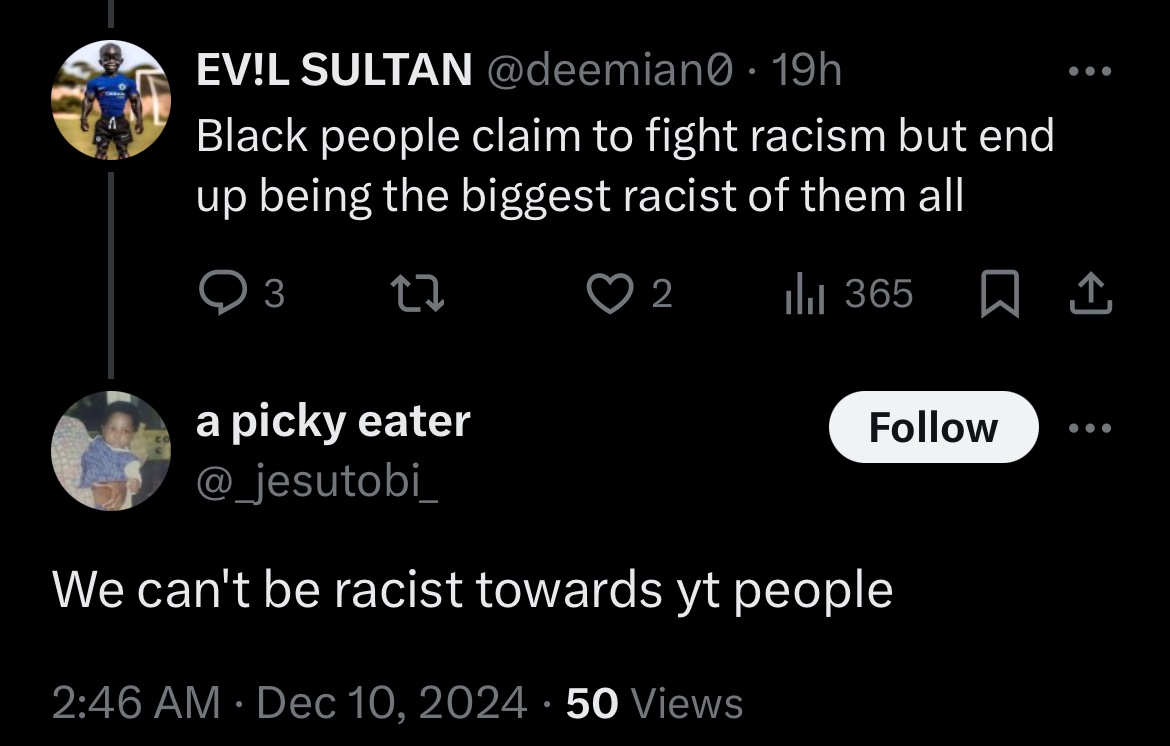 EV!L SULTAN @deemian0 · 19h
Black people claim to fight racism but end
up being the biggest racist of them all
3 2 365
a picky eater
Follow
@_jesutobi_
We can't be racist towards yt people
2:46 AM · Dec 10, 2024 · 50 Views